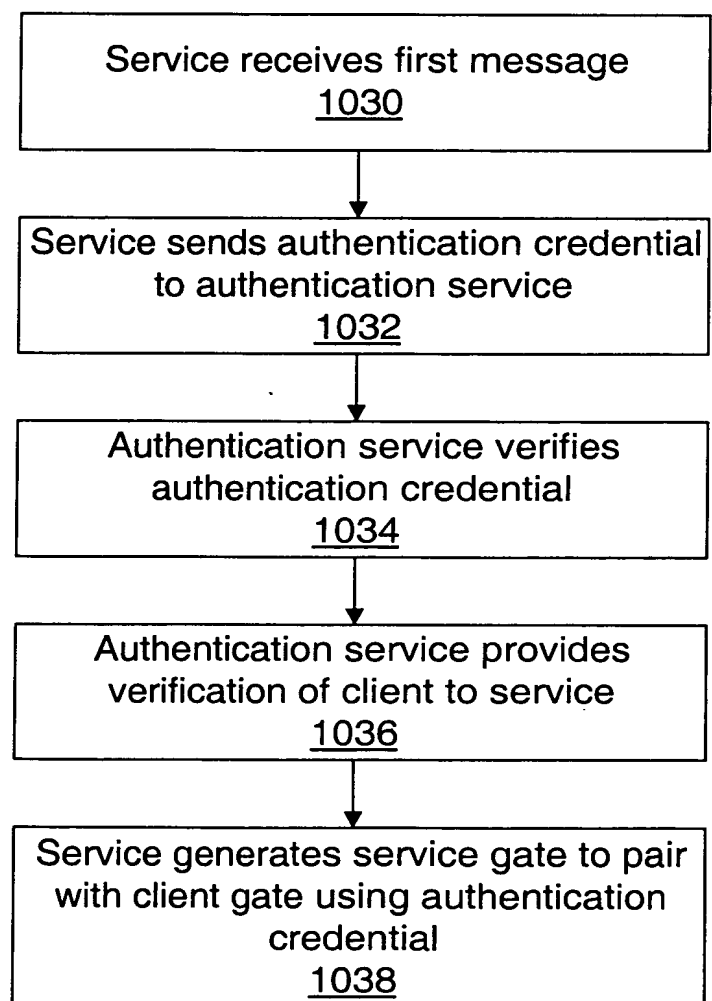 Service receives first message
1030
Service sends authentication credential
to authentication service
1032
Authentication service verifies
authentication credential
1034
Authentication service provides
verification of client to service
1036
Service generates service gate to pair
with client gate using authentication
credential
1038